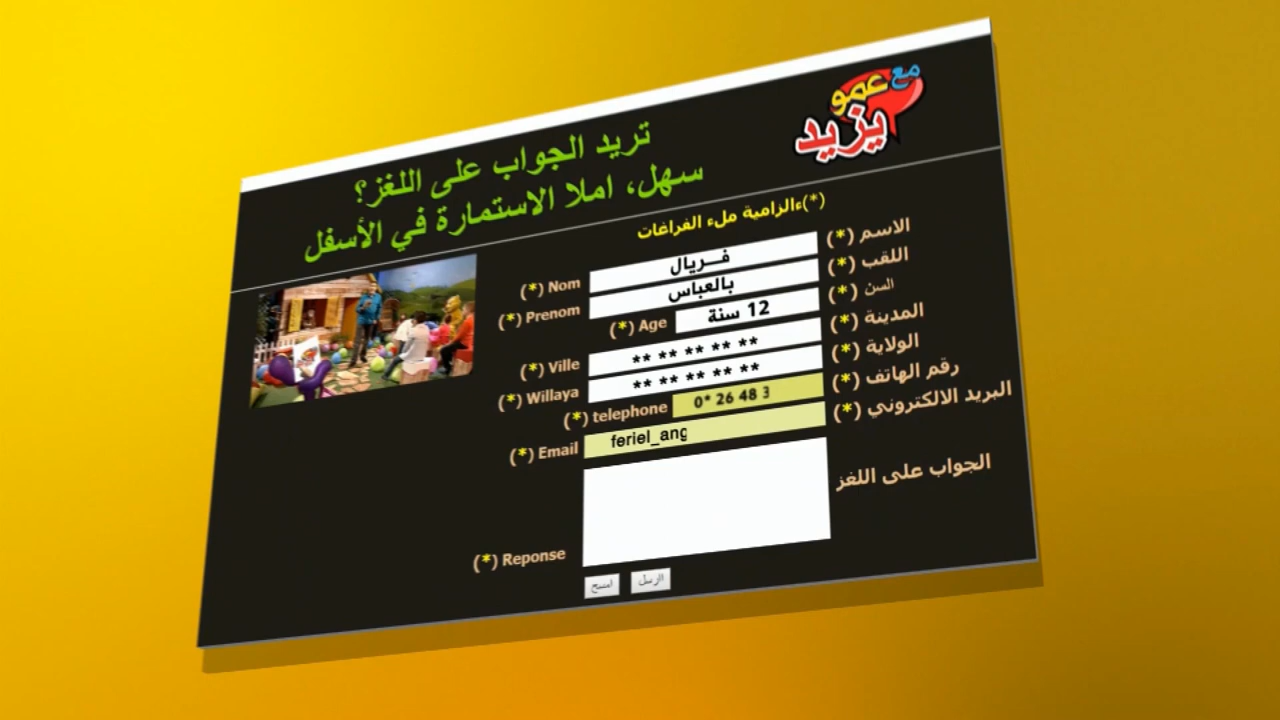 مع عمو يزيد
تريد الجواب على اللغز؟
سهل، املا الاستمارة في الأسفل
(*)ءالزامية ملء الفراغات
(*) Nom فـريال الاسم (*)
(*) Prenom بالعباس اللقب (*)
(*) Age 12 سنة السن (*)
(*) Ville ** ** ** ** ** المدينة (*)
(*) Willaya ** ** ** ** ** الولاية (*)
(*) telephone 0* 26 48 3 رقم الهاتف (*)
(*) Email feriel_ang البريد الالكتروني (*)
الجواب على اللغز
(*) Reponse
امسح ارسل